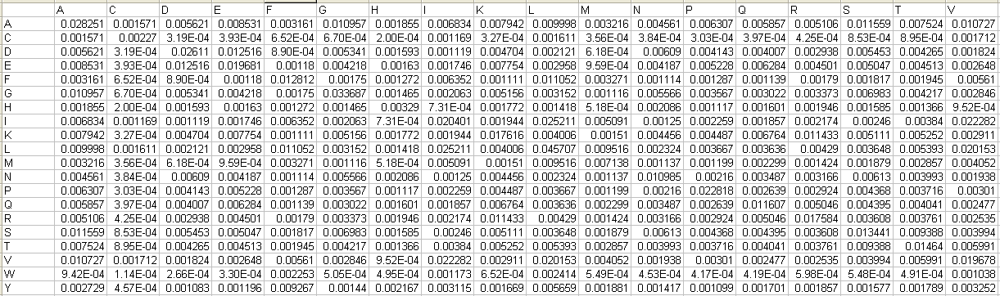 A C D E F G H I K L M N P Q R S T V
A 0.028251 0.001571 0.005621 0.008531 0.003161 0.010957 0.001855 0.006834 0.007942 0.009998 0.003216 0.004561 0.006307 0.005857 0.005106 0.011559 0.007524 0.010727
C 0.001571 0.00227 3.19E-04 3.93E-04 6.52E-04 6.70E-04 2.00E-04 0.001169 3.27E-04 0.001611 3.56E-04 3.84E-04 3.03E-04 3.97E-04 4.25E-04 8.53E-04 8.95E-04 0.001712
D 0.005621 3.19E-04 0.02611 0.012516 8.90E-04 0.005341 0.001593 0.001119 0.004704 0.002121 6.18E-04 0.00609 0.004143 0.004007 0.002938 0.005453 0.004265 0.001824
E 0.008531 3.93E-04 0.012516 0.019681 0.00118 0.004218 0.00163 0.001746 0.007754 0.002958 9.59E-04 0.004187 0.005228 0.006284 0.004501 0.005047 0.004513 0.002648
F 0.003161 6.52E-04 8.90E-04 0.00118 0.012812 0.00175 0.001272 0.006352 0.001111 0.011052 0.003271 0.001114 0.001287 0.001139 0.00179 0.001817 0.001945 0.00561
G 0.010957 6.70E-04 0.005341 0.004218 0.00175 0.033687 0.001465 0.002063 0.005156 0.003152 0.001116 0.005566 0.003567 0.003022 0.003373 0.006983 0.004217 0.002846
H 0.001855 2.00E-04 0.001593 0.00163 0.001272 0.001465 0.00329 7.31E-04 0.001772 0.001418 5.18E-04 0.002086 0.001117 0.001601 0.001946 0.001585 0.001366 9.52E-04
I 0.006834 0.001169 0.001119 0.001746 0.006352 0.002063 7.31E-04 0.020401 0.001944 0.025211 0.005091 0.00125 0.002259 0.001857 0.002174 0.00246 0.00384 0.022282
K 0.007942 3.27E-04 0.004704 0.007754 0.001111 0.005156 0.001772 0.001944 0.017616 0.004006 0.00151 0.004456 0.004487 0.006764 0.011433 0.005111 0.005252 0.002911
L 0.009998 0.001611 0.002121 0.002958 0.011052 0.003152 0.001418 0.025211 0.004006 0.045707 0.009516 0.002324 0.003667 0.003636 0.00429 0.003648 0.005393 0.020153
M 0.003216 3.56E-04 6.18E-04 9.59E-04 0.003271 0.001116 5.18E-04 0.005091 0.00151 0.009516 0.007138 0.001137 0.001199 0.002299 0.001424 0.001879 0.002857 0.004052
N 0.004561 3.84E-04 0.00609 0.004187 0.001114 0.005566 0.002086 0.00125 0.004456 0.002324 0.001137 0.010985 0.00216 0.003487 0.003166 0.00613 0.003993 0.001938
P 0.006307 3.03E-04 0.004143 0.005228 0.001287 0.003567 0.001117 0.002259 0.004487 0.003667 0.001199 0.00216 0.022818 0.002639 0.002924 0.004368 0.003716 0.00301
Q 0.005857 3.97E-04 0.004007 0.006284 0.001139 0.003022 0.001601 0.001857 0.006764 0.003636 0.002299 0.003487 0.002639 0.011607 0.005046 0.004395 0.004041 0.002477
R 0.005106 4.25E-04 0.002938 0.004501 0.00179 0.003373 0.001946 0.002174 0.011433 0.00429 0.001424 0.003166 0.002924 0.005046 0.017584 0.003608 0.003761 0.002535
S 0.011559 8.53E-04 0.005453 0.005047 0.001817 0.006983 0.001585 0.00246 0.005111 0.003648 0.001879 0.00613 0.004368 0.004395 0.003608 0.013441 0.009388 0.003994
T 0.007524 8.95E-04 0.004265 0.004513 0.001945 0.004217 0.001366 0.00384 0.005252 0.005393 0.002857 0.003993 0.003716 0.004041 0.003761 0.009388 0.01464 0.005991
V 0.010727 0.001712 0.001824 0.002648 0.00561 0.002846 9.52E-04 0.022282 0.002911 0.020153 0.004052 0.001938 0.00301 0.002477 0.002535 0.003994 0.005991 0.019678
W 9.42E-04 1.14E-04 2.66E-04 3.30E-04 0.002253 5.05E-04 4.95E-04 0.001173 6.52E-04 0.002414 5.49E-04 4.53E-04 4.17E-04 4.19E-04 5.98E-04 5.48E-04 4.91E-04 0.001038
Y 0.002729 4.57E-04 0.001083 0.001196 0.009267 0.00144 0.002167 0.003115 0.001669 0.005659 0.001881 0.001417 0.001099 0.001701 0.001857 0.001577 0.001789 0.003252